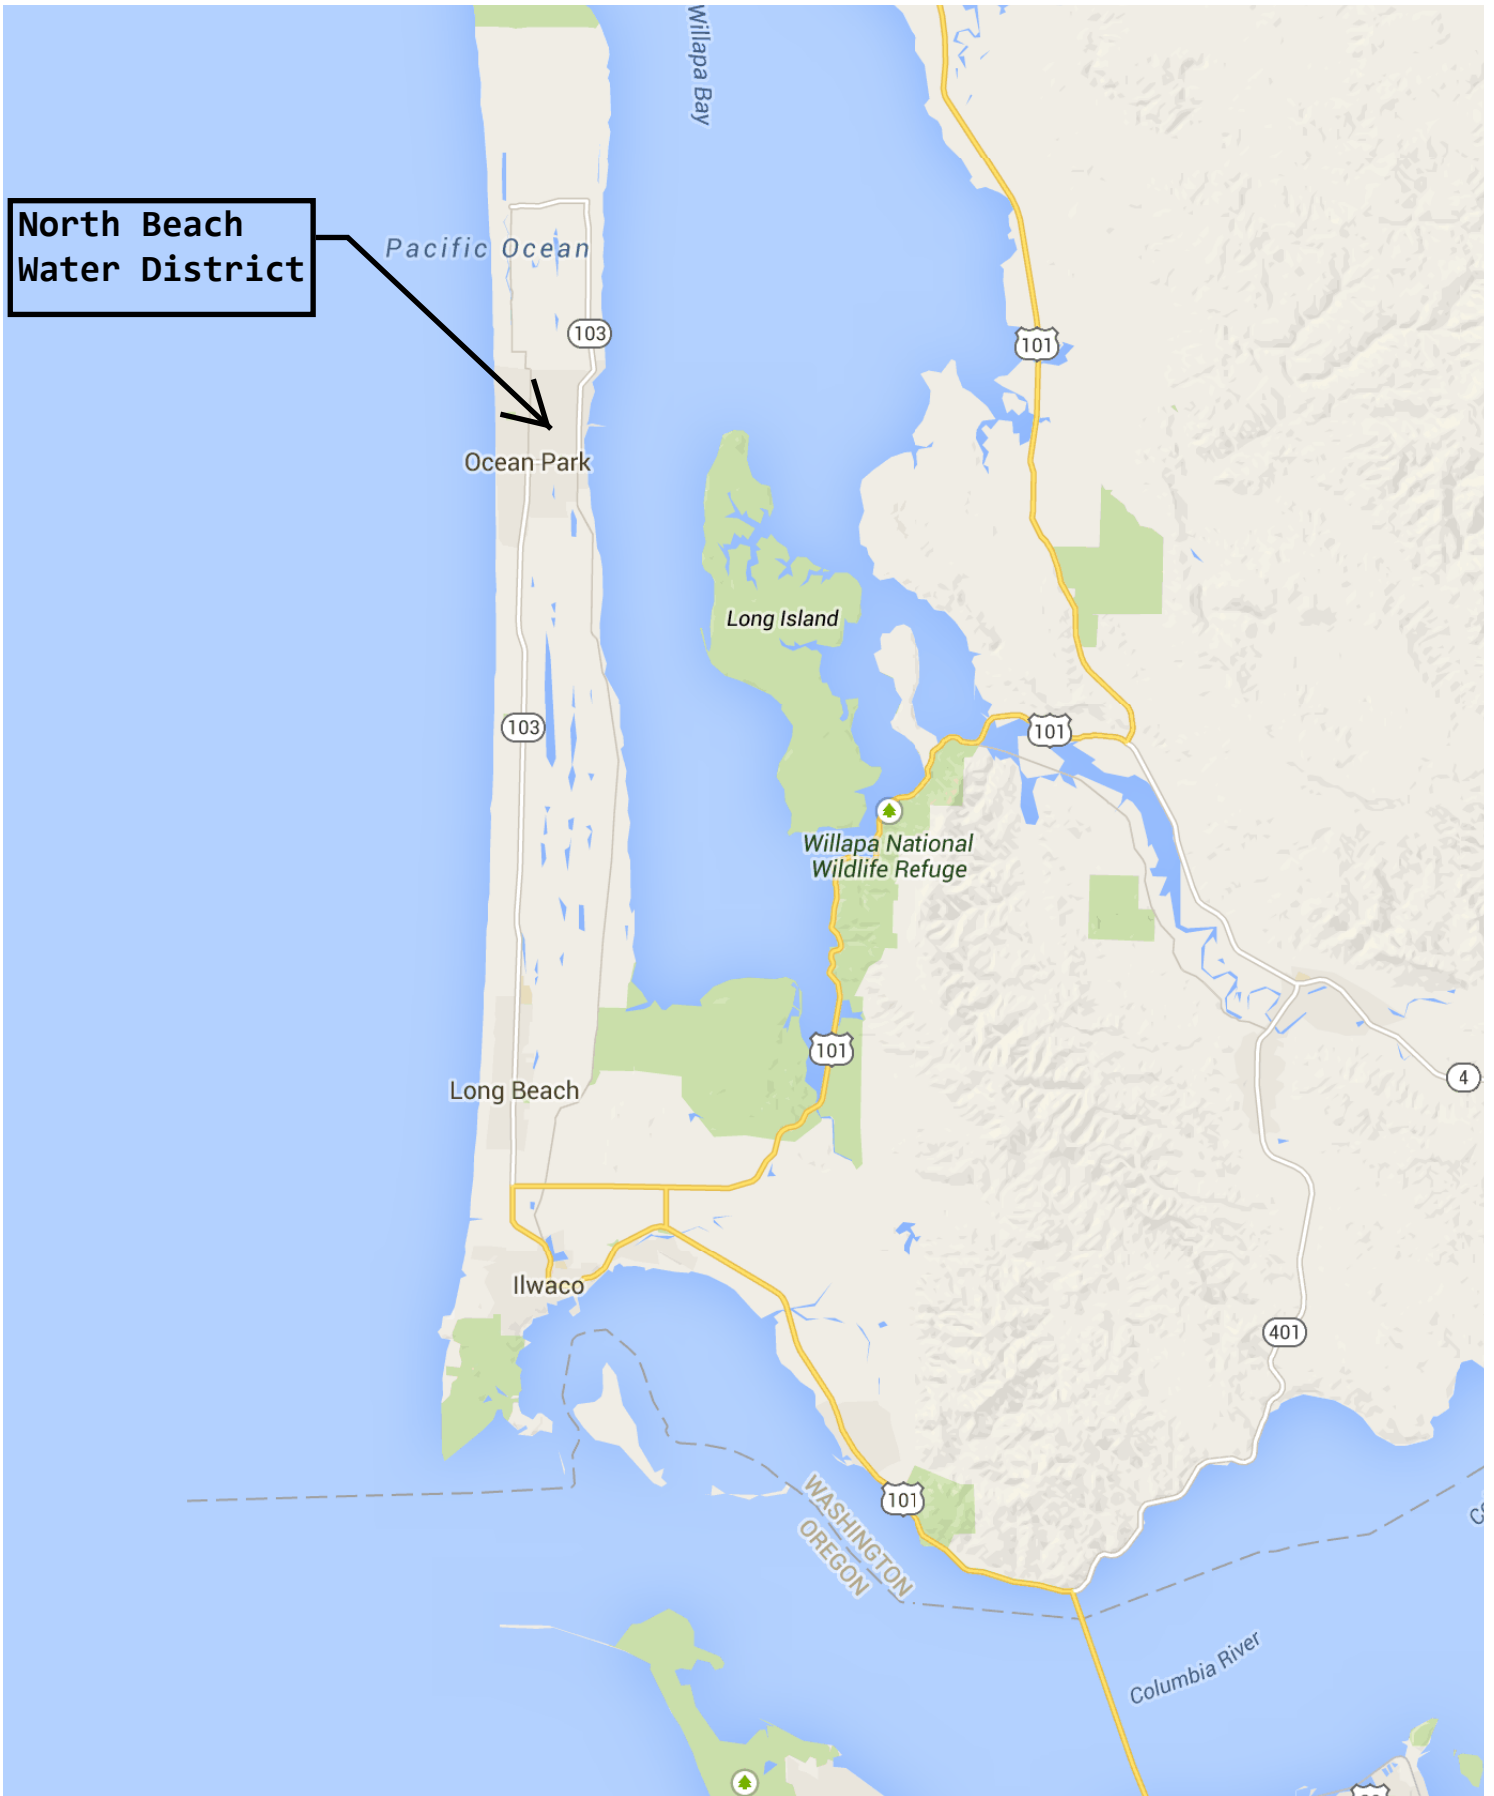 Willapa Bay
North Beach
Water District
Pacific Ocean
103
101
Ocean Park
Long Island
103
101
Willapa National
Wildlife Refuge
101
4
Long Beach
Ilwaco
401
101
WASHINGTON
OREGON
Columbia River